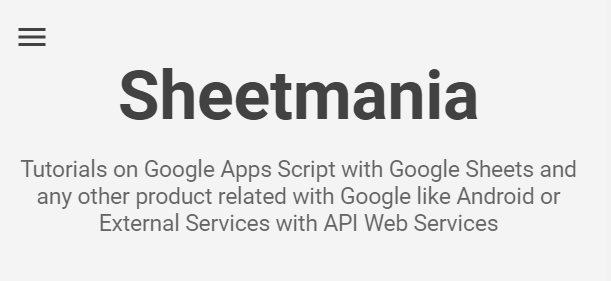 Sheetmania
Tutorials on Google Apps Script with Google Sheets and
any other product related with Google like Android or
External Services with API Web Services